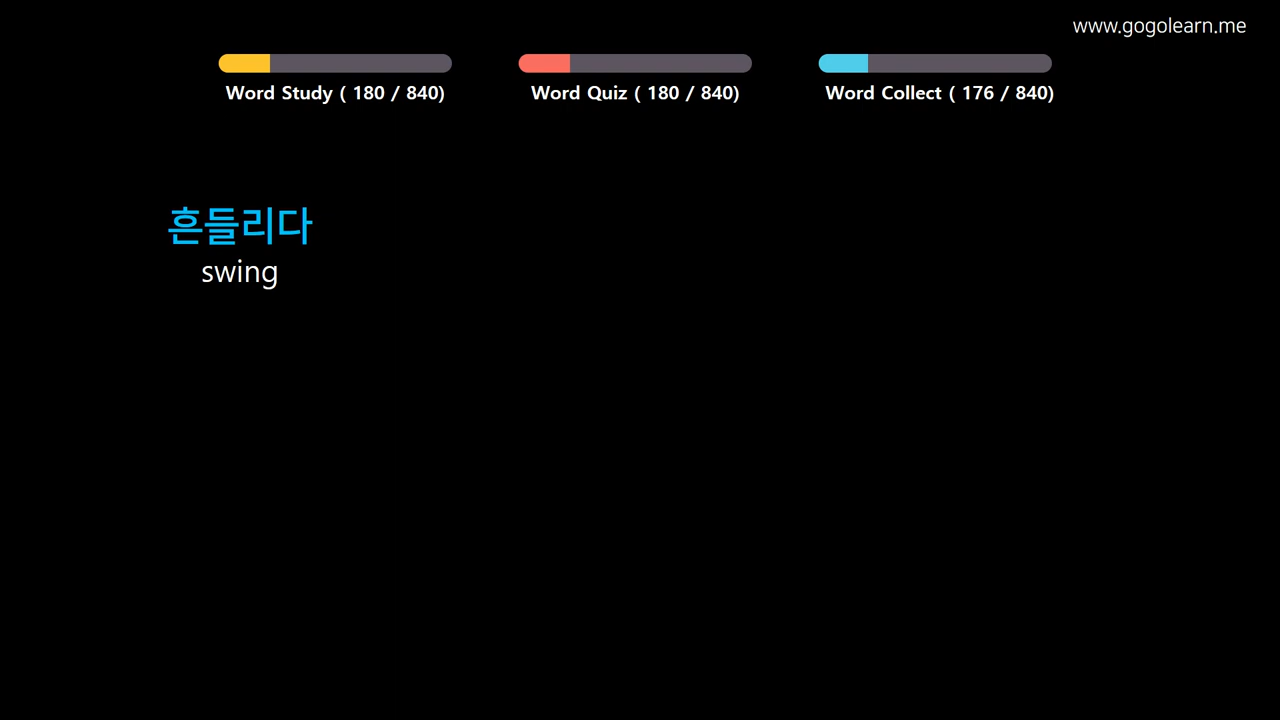 www.gogolearn.me
Word Study ( 180 / 840)
Word Quiz ( 180 / 840)
Word Collect ( 176 / 840)
흔들리다
swing